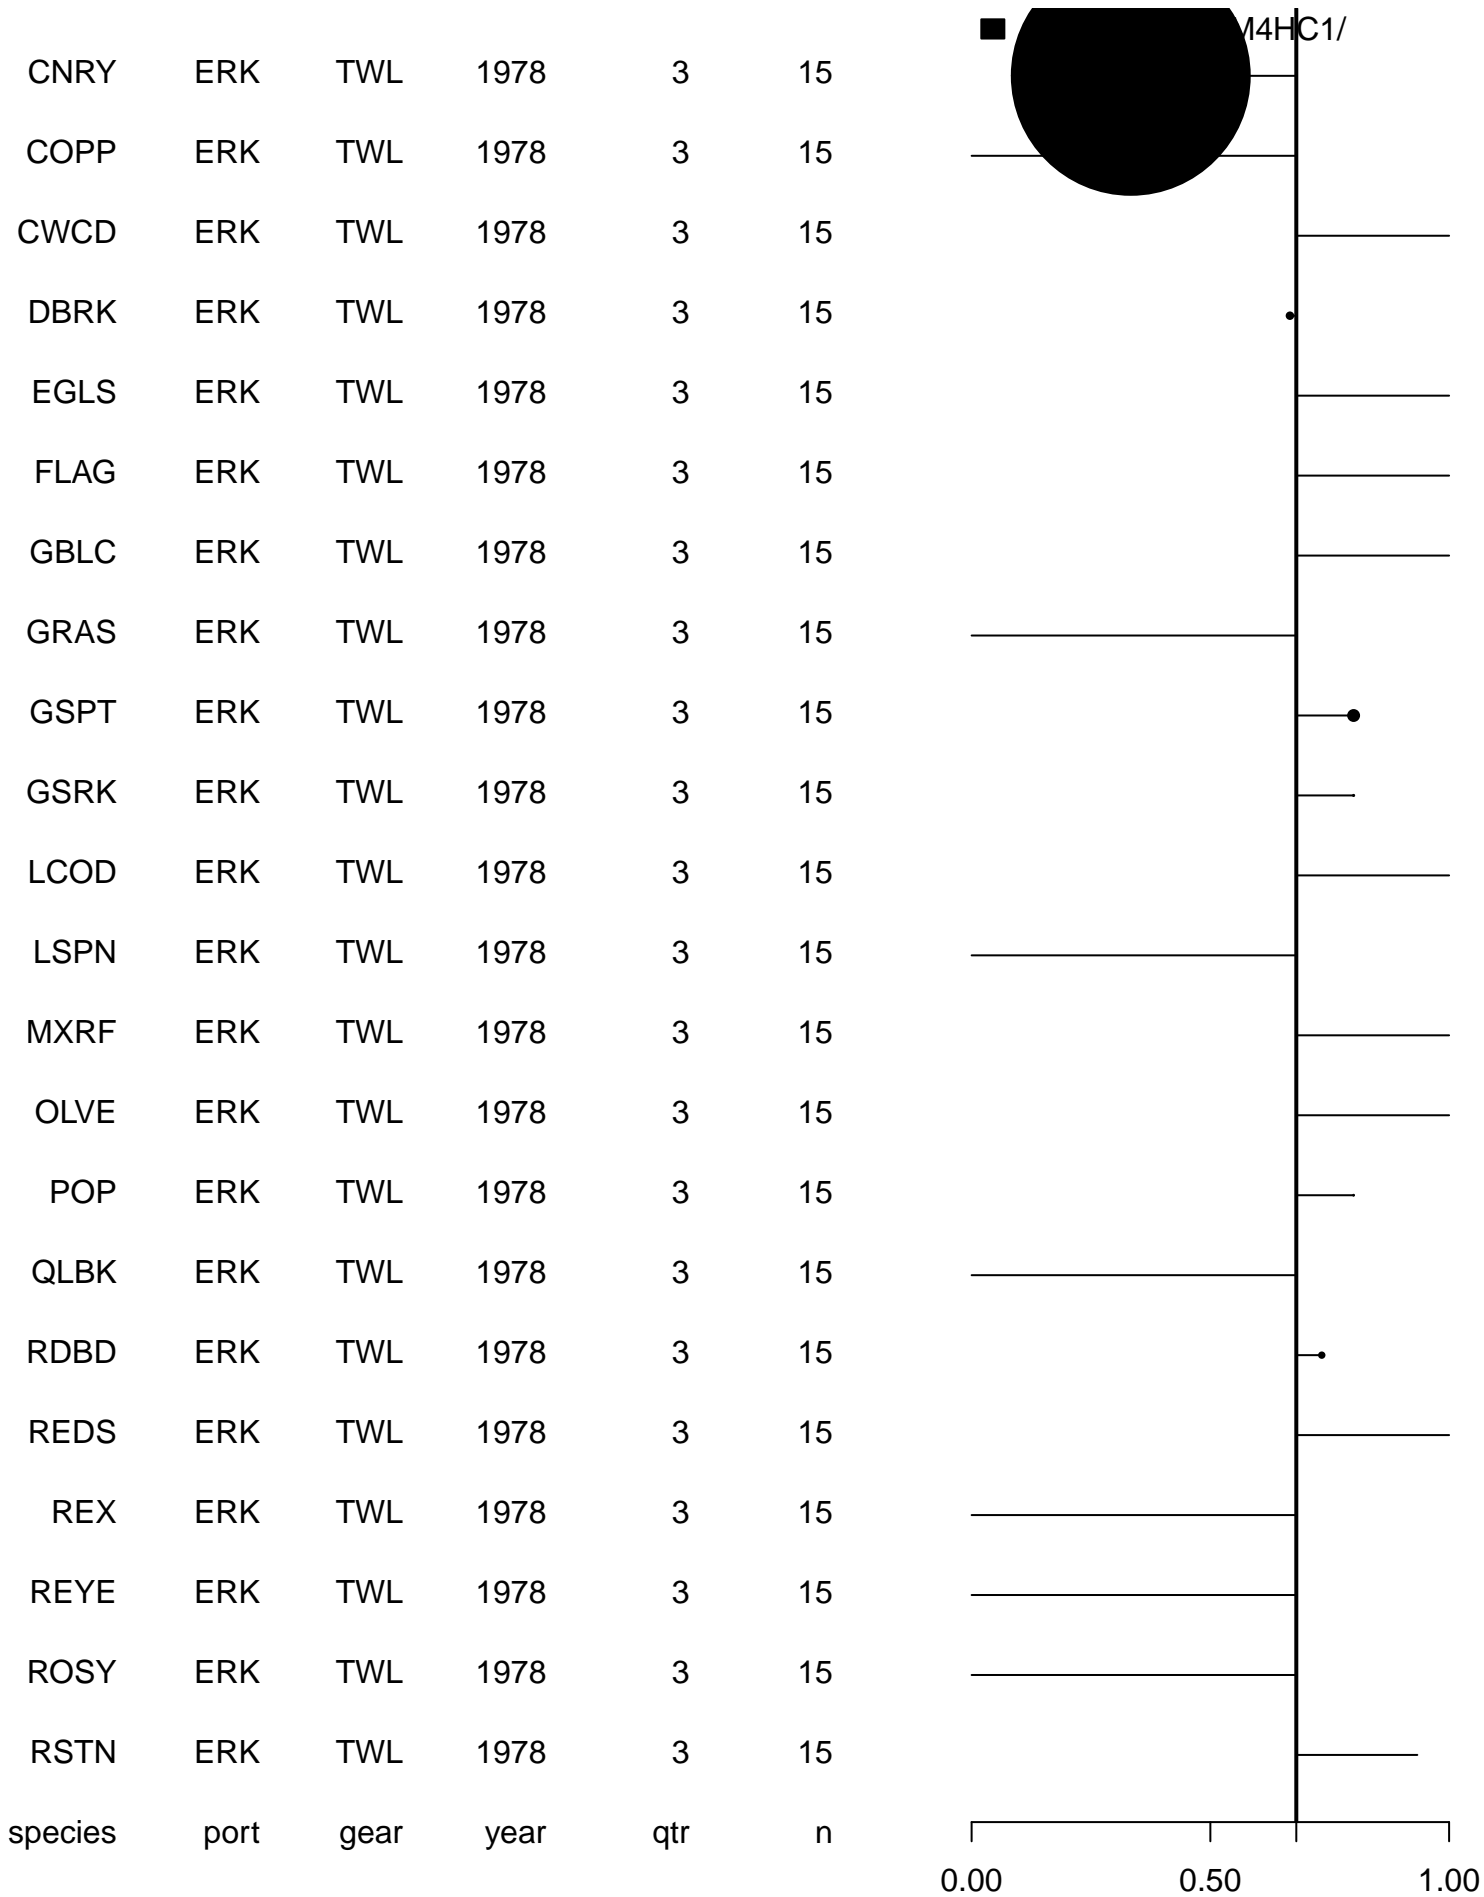 M4HC1/
CNRY ERK TWL 1978 3 15
COPP ERK TWL 1978 3 15
CWCD ERK TWL 1978 3 15
DBRK ERK TWL 1978 3 15
EGLS ERK TWL 1978 3 15
FLAG ERK TWL 1978 3 15
GBLC ERK TWL 1978 3 15
GRAS ERK TWL 1978 3 15
GSPT ERK TWL 1978 3 15
GSRK ERK TWL 1978 3 15
LCOD ERK TWL 1978 3 15
LSPN ERK TWL 1978 3 15
MXRF ERK TWL 1978 3 15
OLVE ERK TWL 1978 3 15
POP ERK TWL 1978 3 15
QLBK ERK TWL 1978 3 15
RDBD ERK TWL 1978 3 15
REDS ERK TWL 1978 3 15
REX ERK TWL 1978 3 15
REYE ERK TWL 1978 3 15
ROSY ERK TWL 1978 3 15
RSTN ERK TWL 1978 3 15
species port gear year qtr n
0.00 0.50 1.00